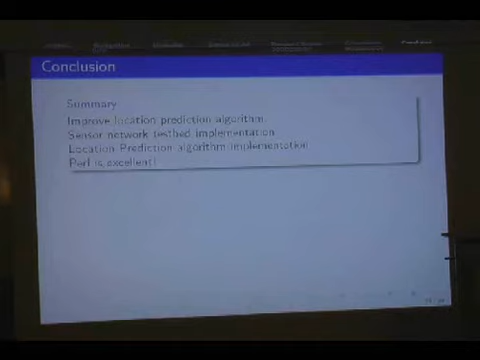 Conclusion
Summary
Improve location prediction algorithm
Sensor network testbed implementation
Location Prediction algorithm implementation
Perl is excellent!